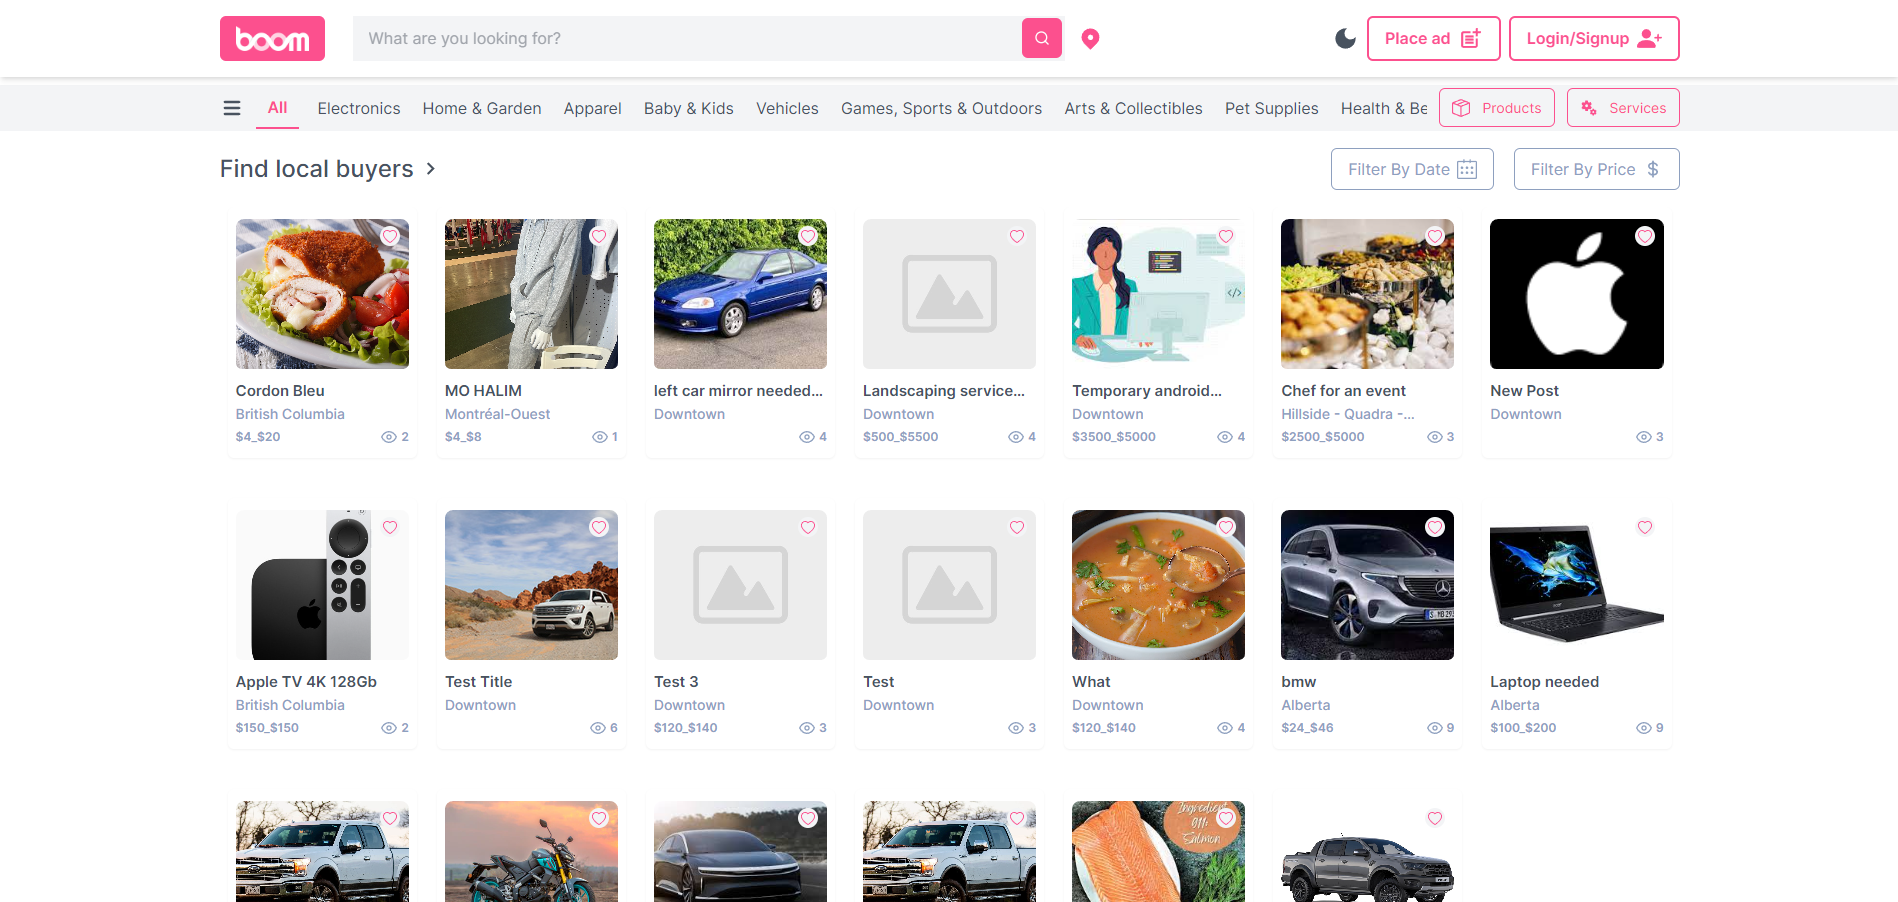 boom
What are you looking for?
Place ad
Login/Signup
All
Electronics
Home & Garden
Apparel
Baby & Kids
Vehicles
Games, Sports & Outdoors
Arts & Collectibles
Pet Supplies
Health & Be
Products
Services
Find local buyers
Filter By Date
Filter By Price $
Cordon Bleu
British Columbia
$4_$20
2
MO HALIM
Montréal-Ouest
$4_$8
1
left car mirror needed...
Downtown
4
Landscaping service...
Downtown
$500_$5500
4
Temporary android...
Downtown
$3500_$5000
4
Chef for an event
Hillside - Quadra -...
$2500_$5000
3
New Post
Downtown
3
Apple TV 4K 128Gb
British Columbia
$150_$150
2
Test Title
Downtown
6
Test 3
Downtown
$120_$140
3
Test
Downtown
3
What
Downtown
$120_$140
4
bmw
Alberta
$24_$46
9
Laptop needed
Alberta
$100_$200
9
Ingredient
911:
Salmon